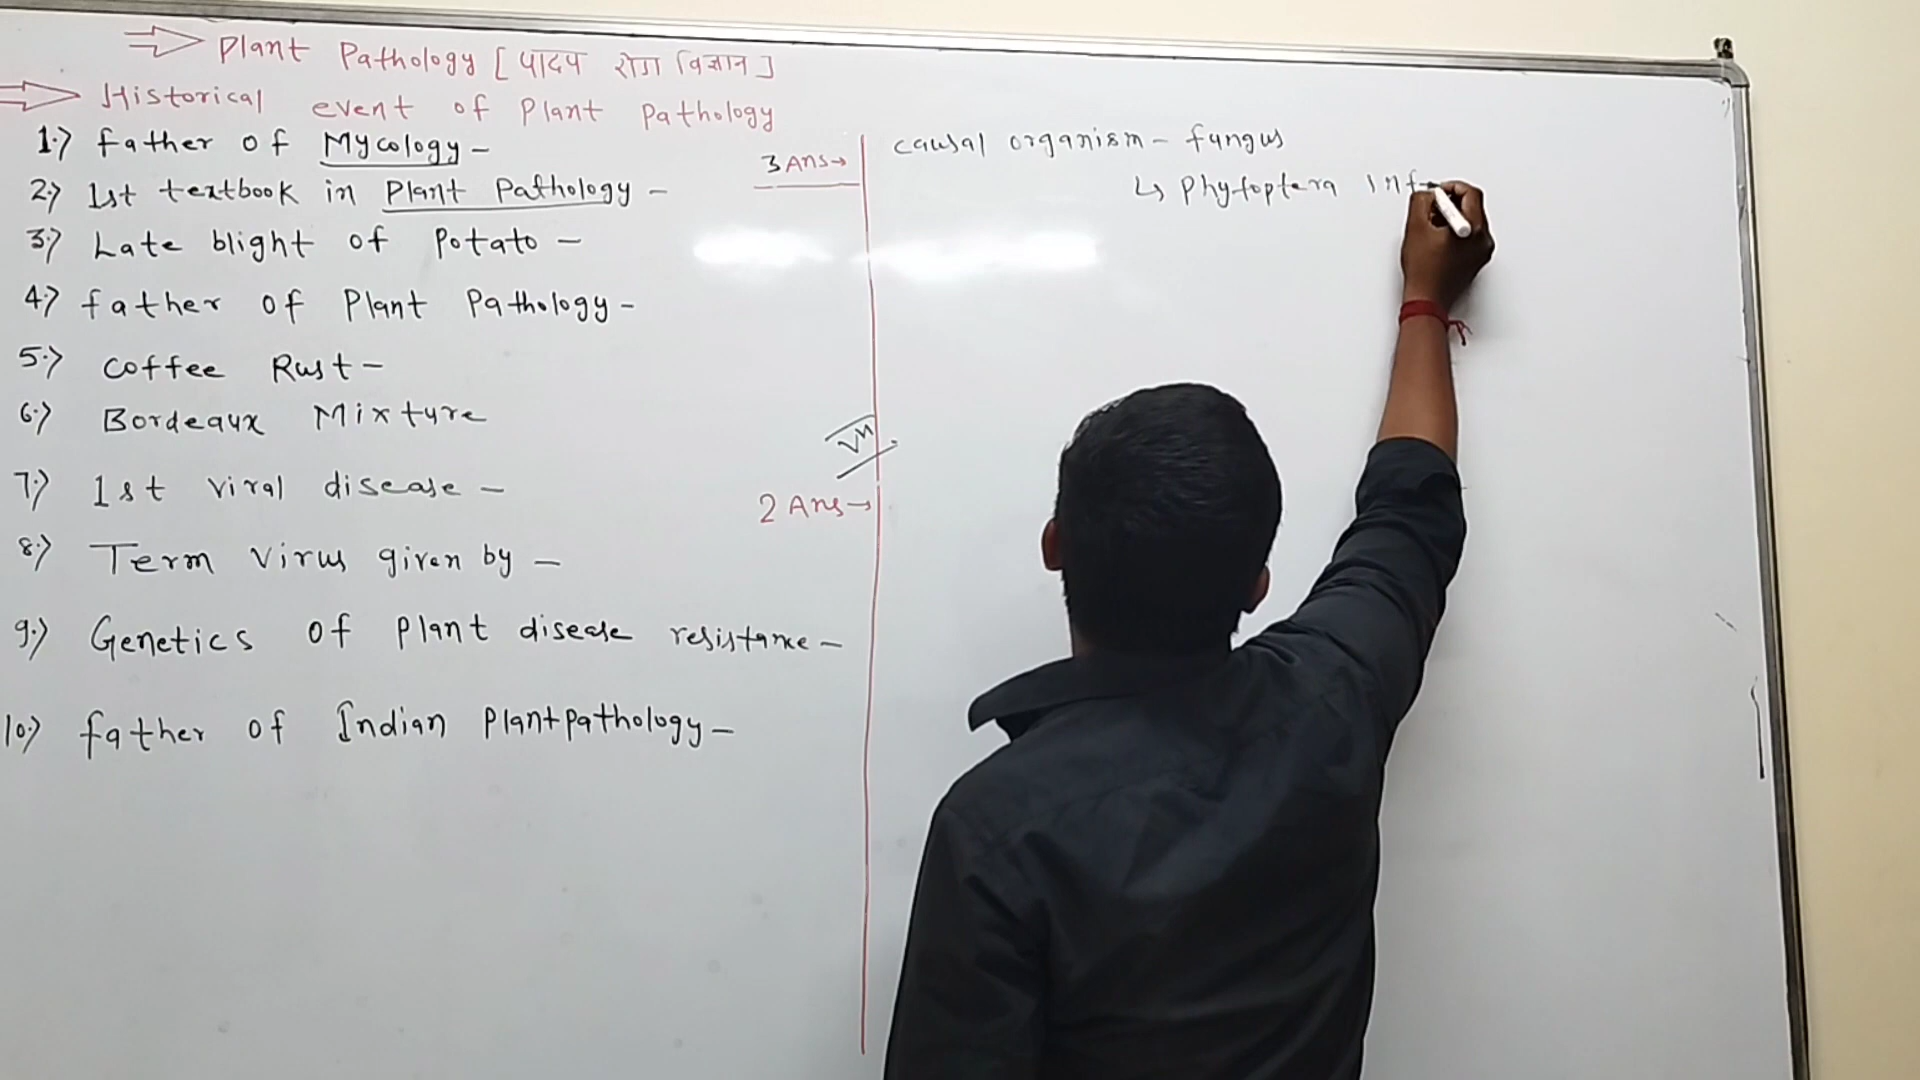 ⇒ Plant Pathology [पादप रोग विज्ञान]
⇒ Historical event of Plant Pathology
1.) father of Mycology -
2.) 1st textbook in Plant Pathology -
3.) Late blight of Potato -
4.) father of Plant Pathology -
5.) Coffee Rust -
6.) Bordeaux Mixture
7.) 1st viral disease -
8.) Term virus given by -
9.) Genetics of plant disease resistance -
10.) father of Indian plantpathology -
3 Ans→
causal organism - fungus
↳ Phytoptera Inf
VM
2 Ans→